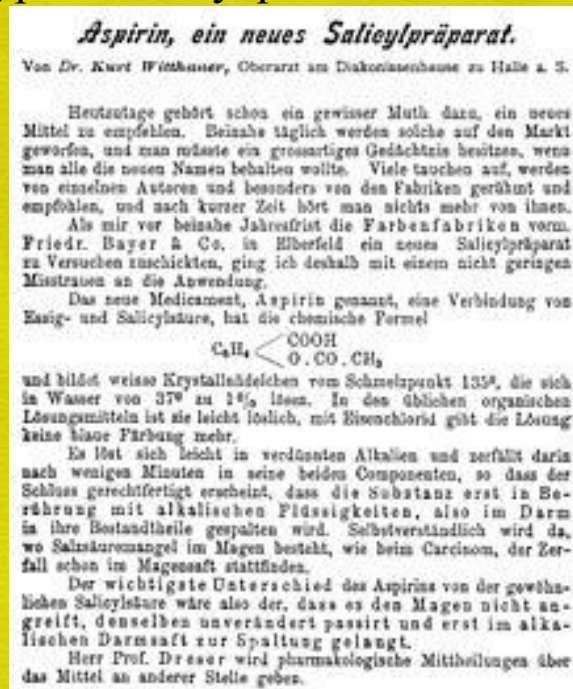 Aspirin, ein neues Salicylpräparat.
Von Dr. Kurt Witthauer, Oberarzt am Diakonissenhause zu Halle a. S.
Heutzutage gehört schon ein gewisser Muth dazu, ein neues
Mittel zu empfehlen. Beinahe täglich werden solche auf den Markt
geworfen, und man müsste ein grossartiges Gedächtnis besitzen, wenn
man alle die neuen Namen behalten wollte. Viele tauchen auf, werden
von einzelnen Autoren und besonders von den Fabriken gerühmt und
empfohlen, und nach kurzer Zeit hört man nichts mehr von ihnen.
Als mir vor beinahe Jahresfrist die Farbenfabriken vorm.
Friedr. Bayer & Co. in Elberfeld ein neues Salicylpräparat
zu Versuchen zuschickten, ging ich deshalb mit einem nicht geringen
Misstrauen an die Anwendung.
Das neue Medicament, Aspirin genannt, eine Verbindung von
Essig- und Salicylsäure, hat die chemische Formel
COOH
C₆H₄
O.CO.CH₃
und bildet weisse Krystallnädelchen vom Schmelzpunkt 135°, die sich
in Wasser von 37° zu 1% lösen. In den üblichen organischen
Lösungsmitteln ist sie leicht löslich, mit Eisenchlorid gibt die Lösung
keine blaue Färbung mehr.
Es löst sich leicht in verdünnten Alkalien und zerfällt darin
nach wenigen Minuten in seine beiden Componenten, so dass der
Schluss gerechtfertigt erscheint, dass die Substanz erst in Be-
rührung mit alkalischen Flüssigkeiten, also im Darm
in ihre Bestandtheile gespalten wird. Selbstverständlich wird da,
wo Salzsäuremangel im Magen besteht, wie beim Carcinom, der Zer-
fall schon im Magensaft stattfinden.
Der wichtigste Unterschied des Aspirins von der gewöhn-
lichen Salicylsäure wäre also der, dass es den Magen nicht an-
greift, denselben unverändert passirt und erst im alka-
lischen Darmsaft zur Spaltung gelangt.
Herr Prof. Dreser wird pharmakologische Mittheilungen über
das Mittel an anderer Stelle geben.